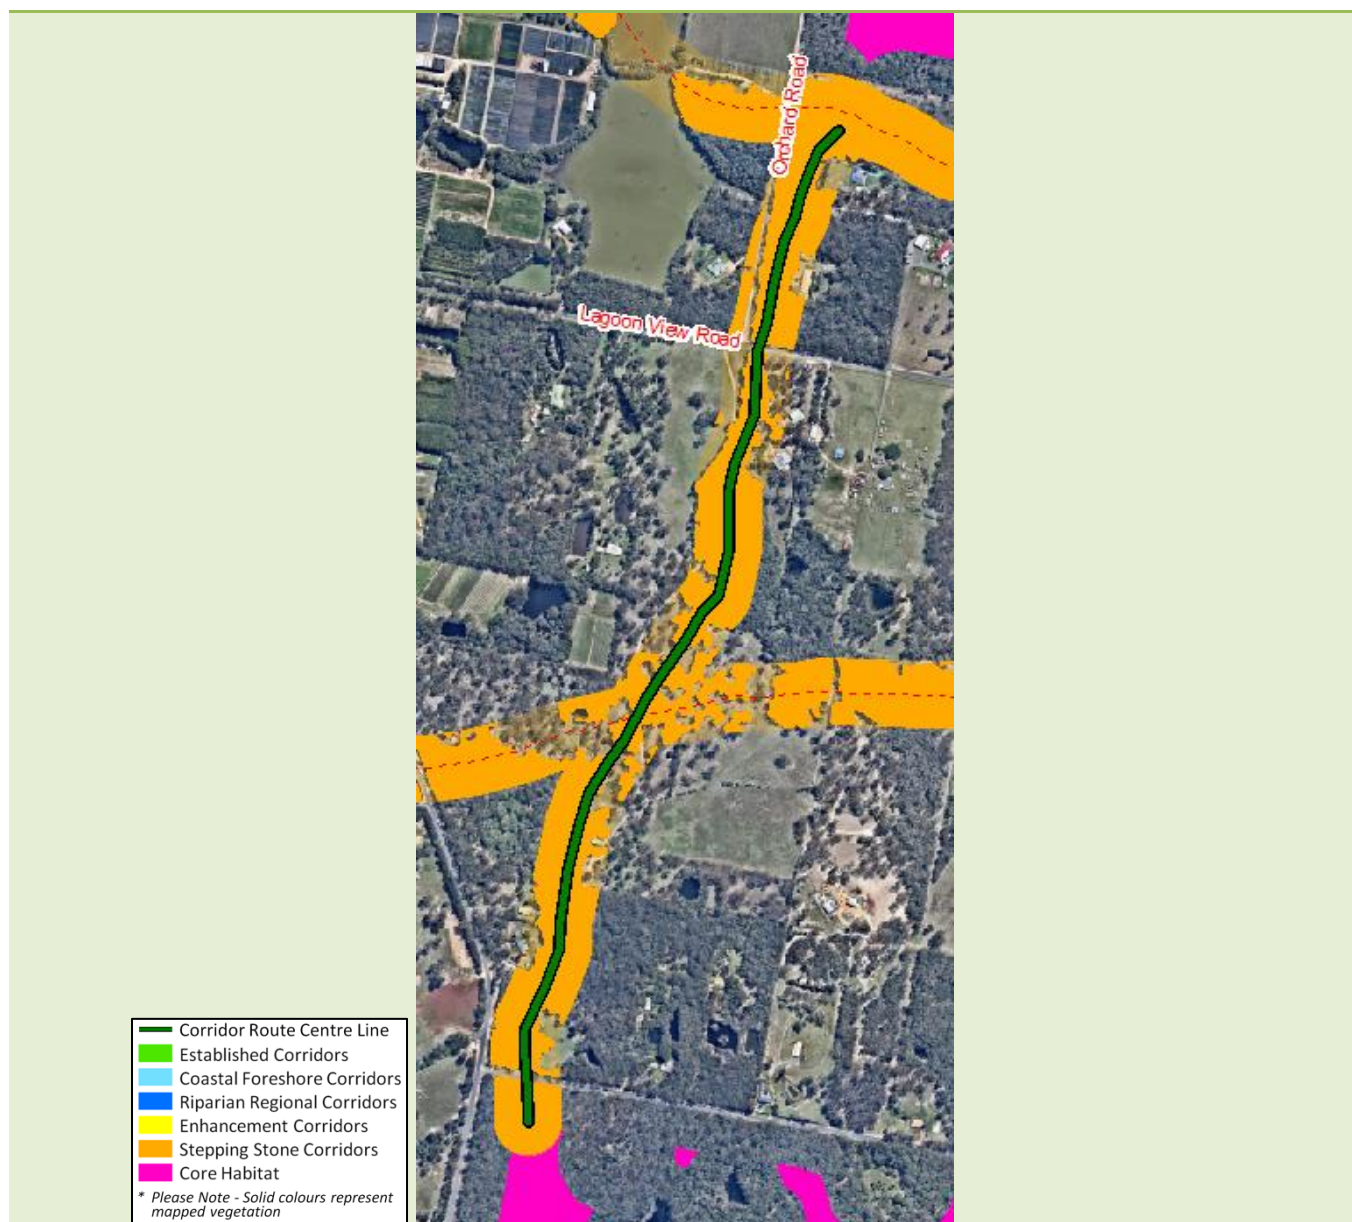 Orchard Road
Lagoon View Road
Corridor Route Centre Line
Established Corridors
Coastal Foreshore Corridors
Riparian Regional Corridors
Enhancement Corridors
Stepping Stone Corridors
Core Habitat
* Please Note - Solid colours represent
mapped vegetation